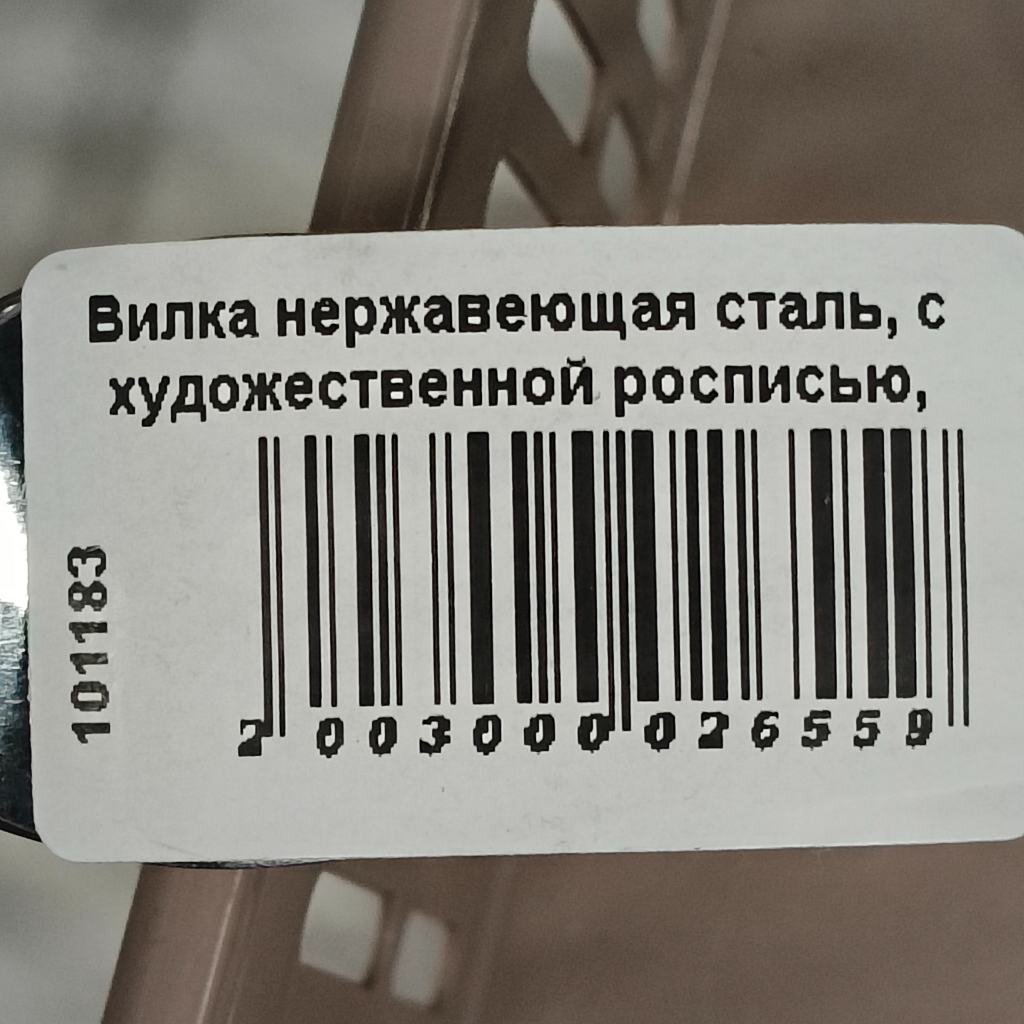 Вилка нержавеющая сталь, с
художественной росписью,
101183
2 003000 026559